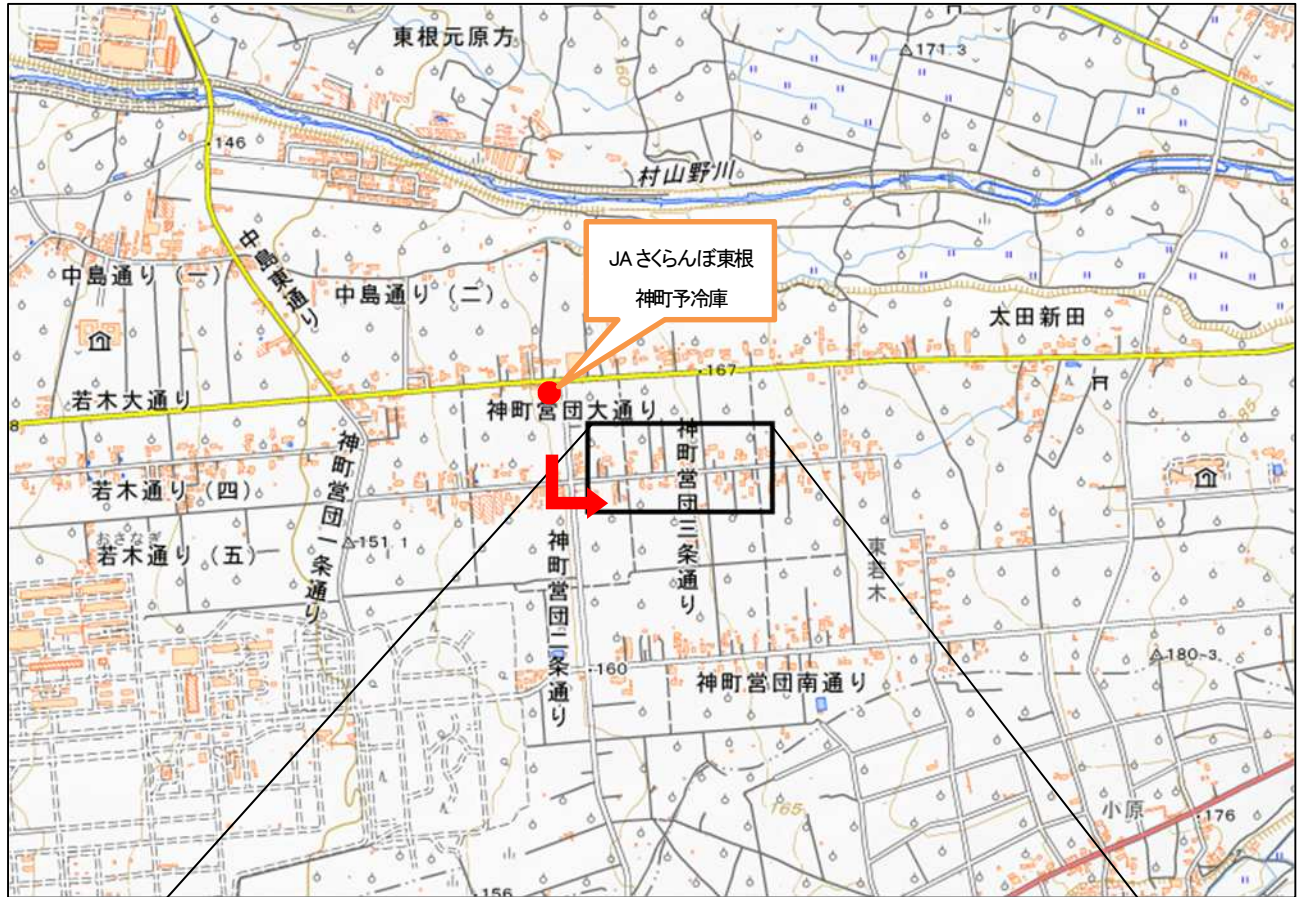 東根元原方
171.3
160
146
村山野川
JAさくらんぼ東根
神町予冷庫
中島東通り
中島通り（一）
中島通り（二）
太田新田
167
若木大通り
神町営団大通り
8
185
神町営団一条通り
神町営団三条通り
若木通り（四）
おさなぎ
若木通り（五）
151.1
神町営団二条通り
東若木
160
180.3
神町営団南通り
165
小原
176
156